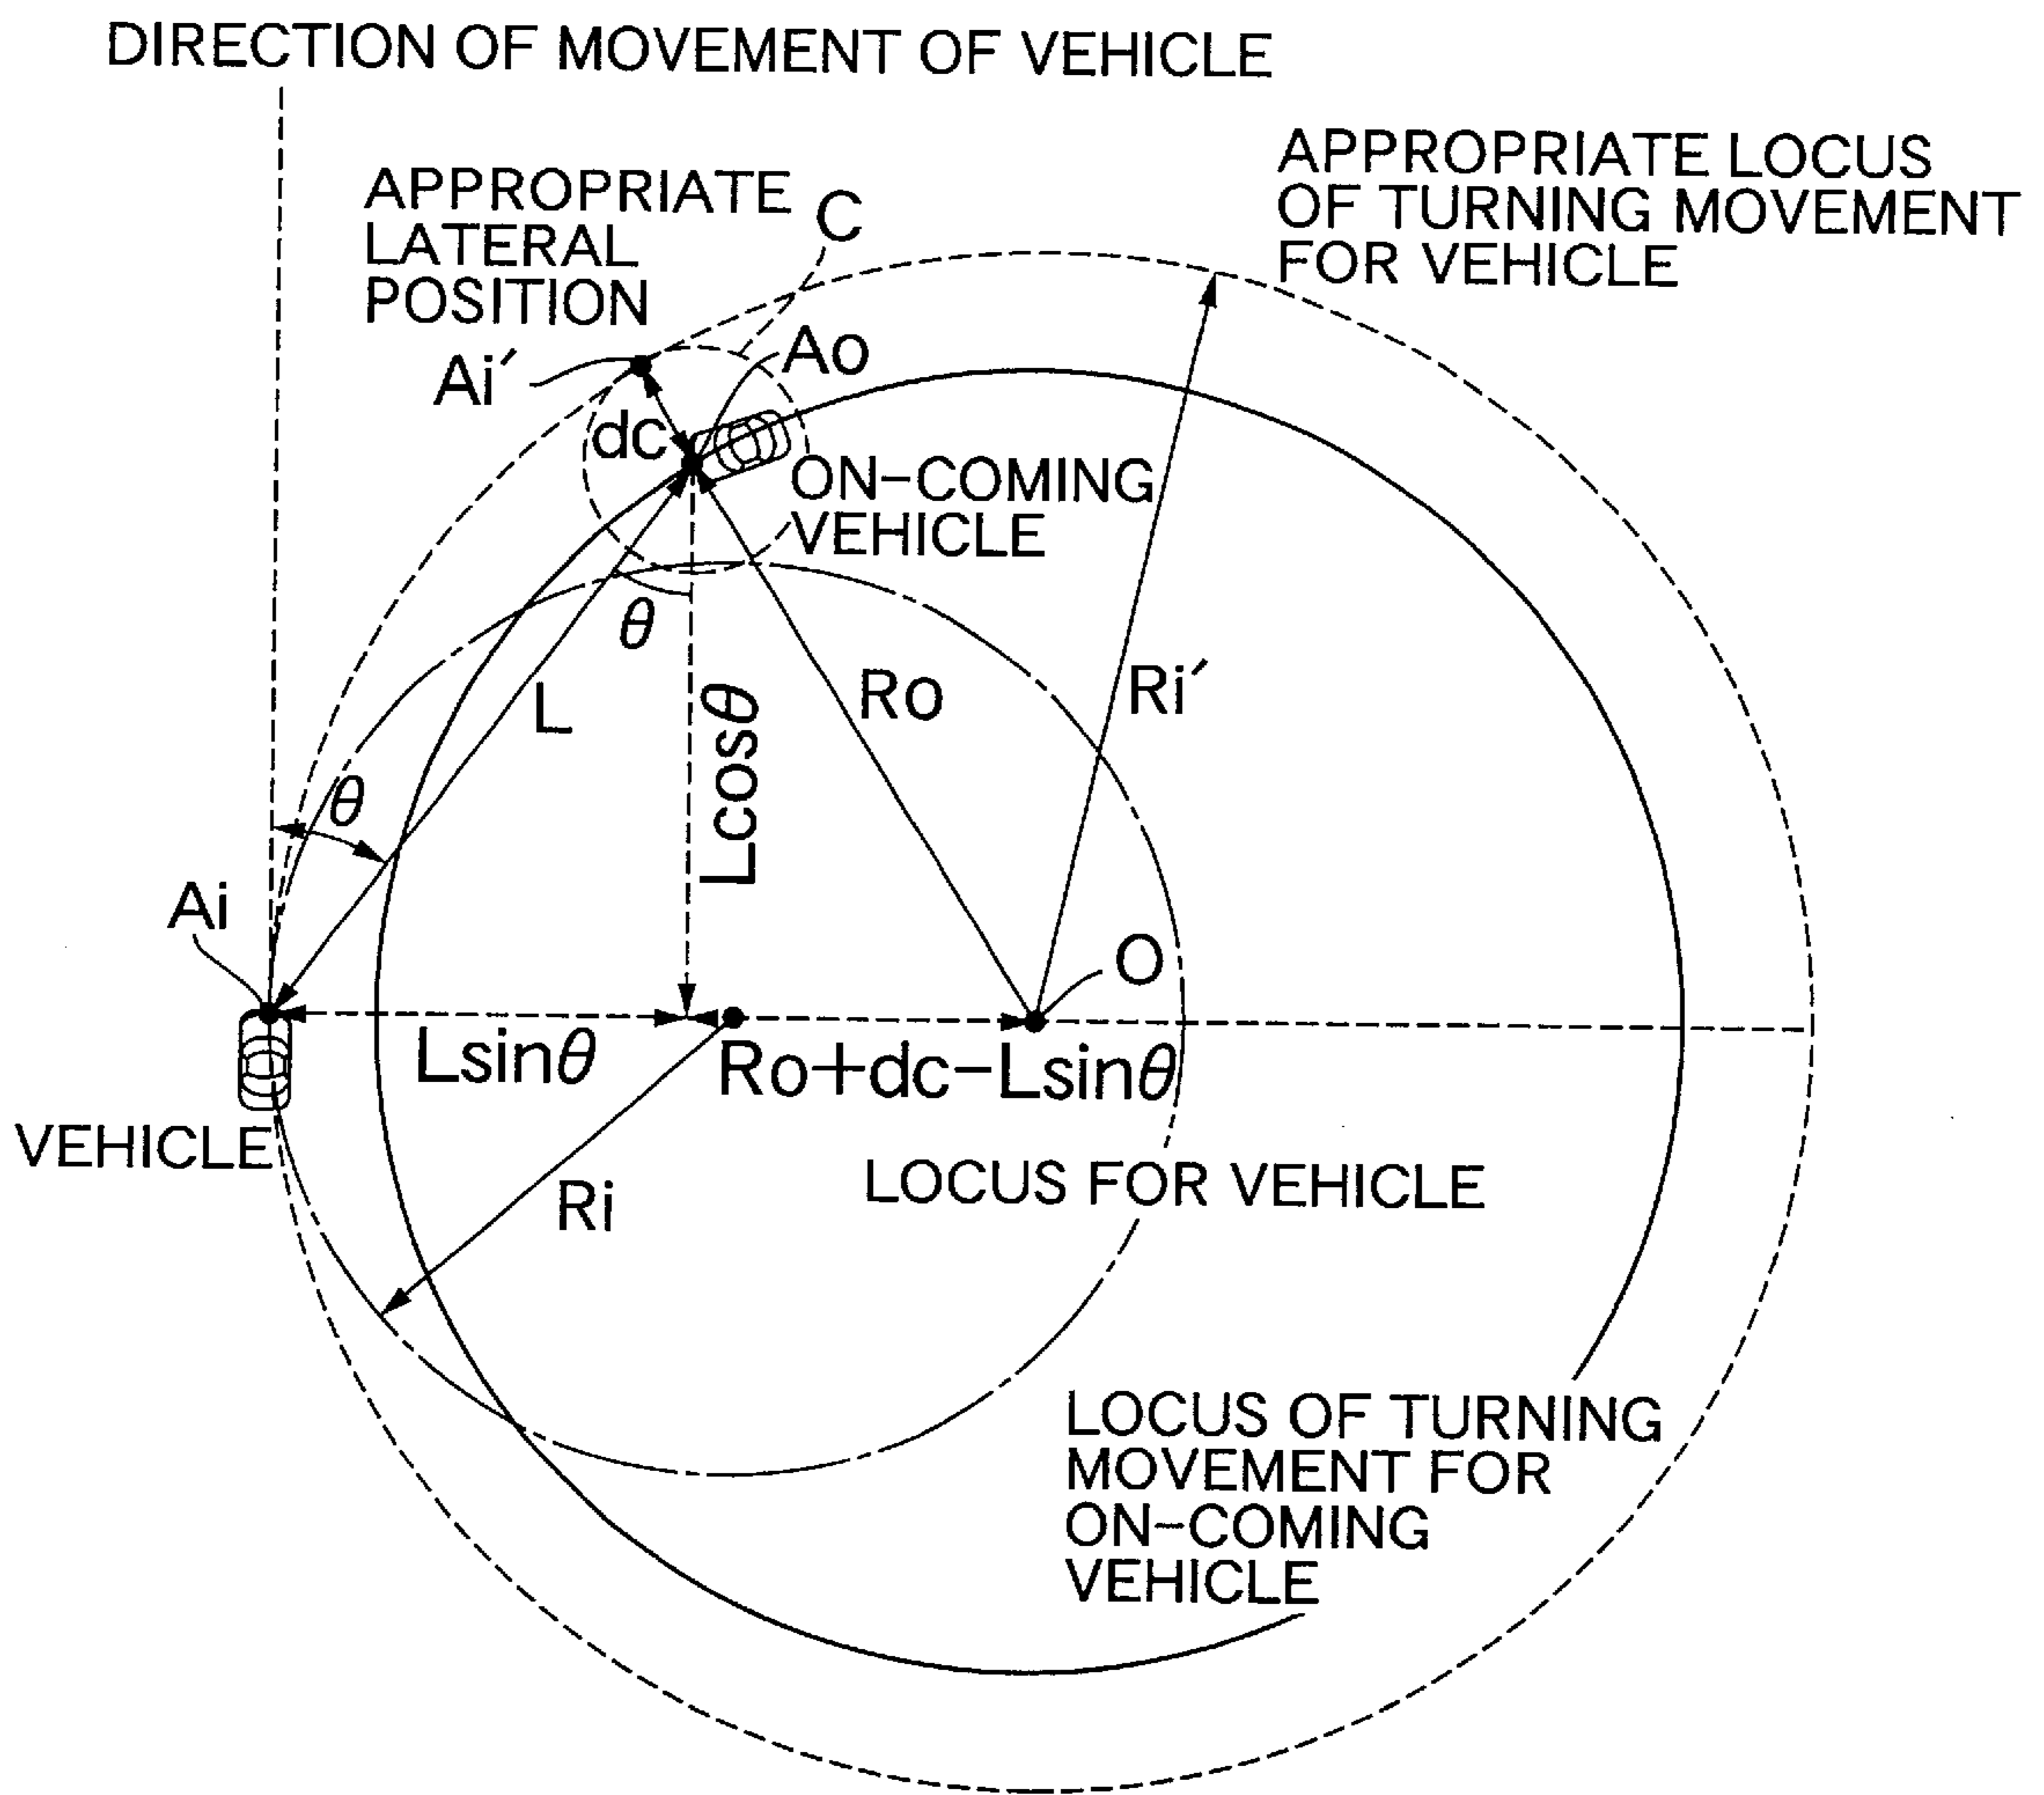 DIRECTION OF MOVEMENT OF VEHICLE
APPROPRIATE LOCUS
OF TURNING MOVEMENT
FOR VEHICLE
APPROPRIATE
LATERAL
POSITION
C
Ai′
Ao
dc
ON-COMING
VEHICLE
θ
L
Lcosθ
Ro
Ri′
θ
Ai
O
Lsinθ
Ro+dc-Lsinθ
VEHICLE
Ri
LOCUS FOR VEHICLE
LOCUS OF TURNING
MOVEMENT FOR
ON-COMING
VEHICLE